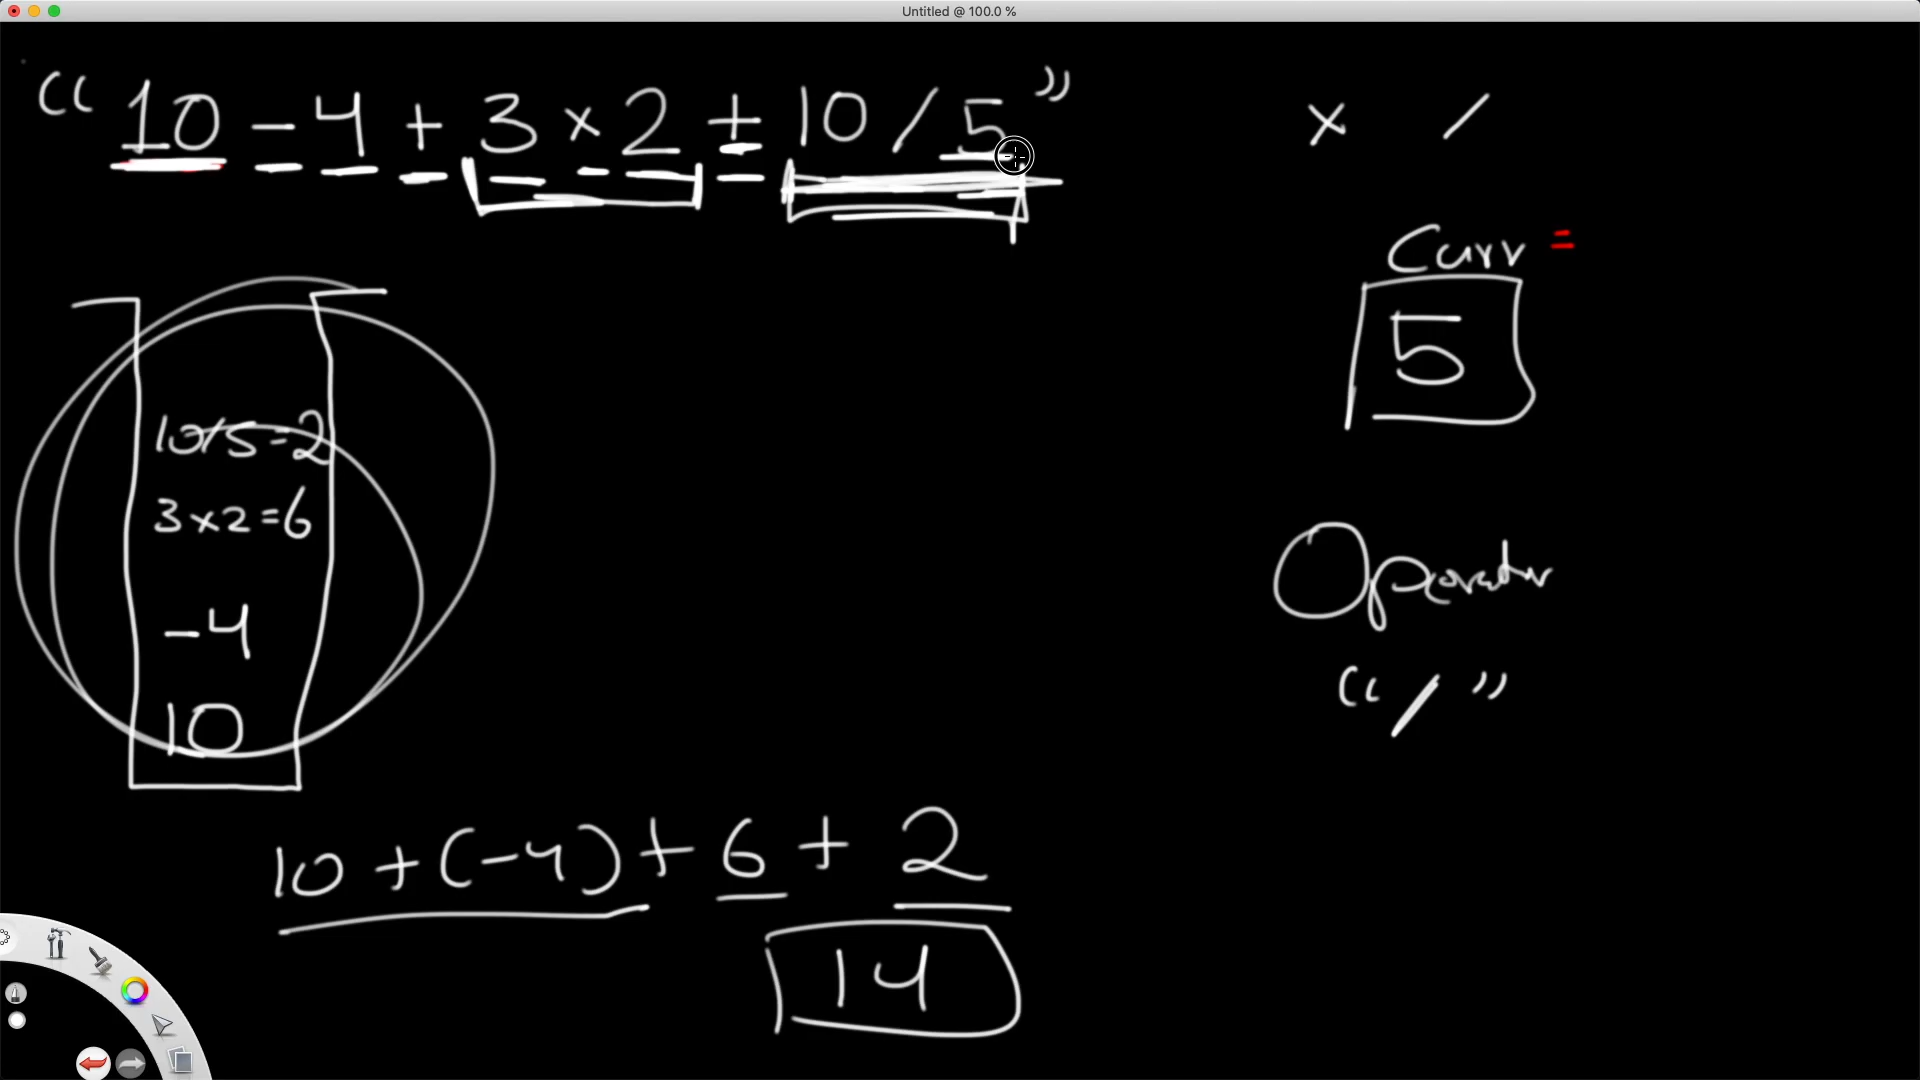 Untitled @ 100.0 %
“10 - 4 + 3 × 2 + 10 / 5”
× /
Curr =
5
10/5=2
3×2=6
-4
10
Operator
“/”
10 + (-4) + 6 + 2
14